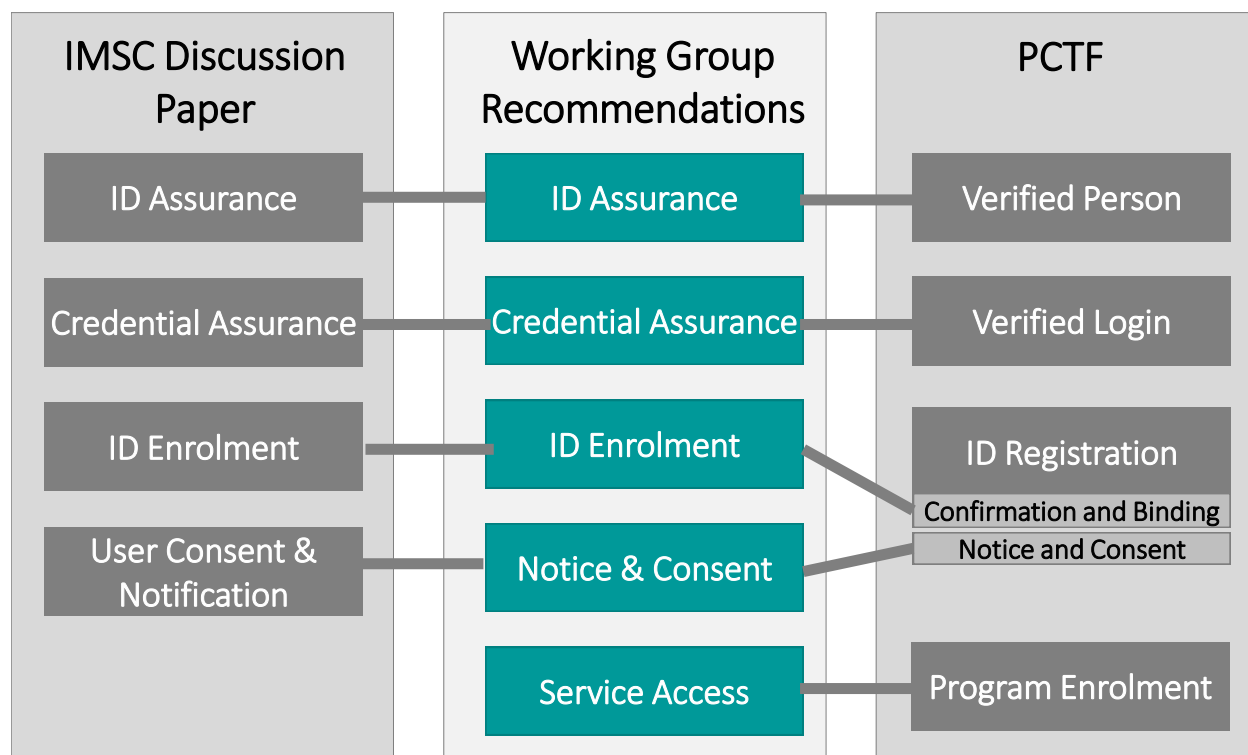 IMSC Discussion
Paper
ID Assurance
Credential Assurance
ID Enrolment
User Consent &
Notification
Working Group
Recommendations
ID Assurance
Credential Assurance
ID Enrolment
Notice & Consent
Service Access
PCTF
Verified Person
Verified Login
ID Registration
Confirmation and Binding
Notice and Consent
Program Enrolment